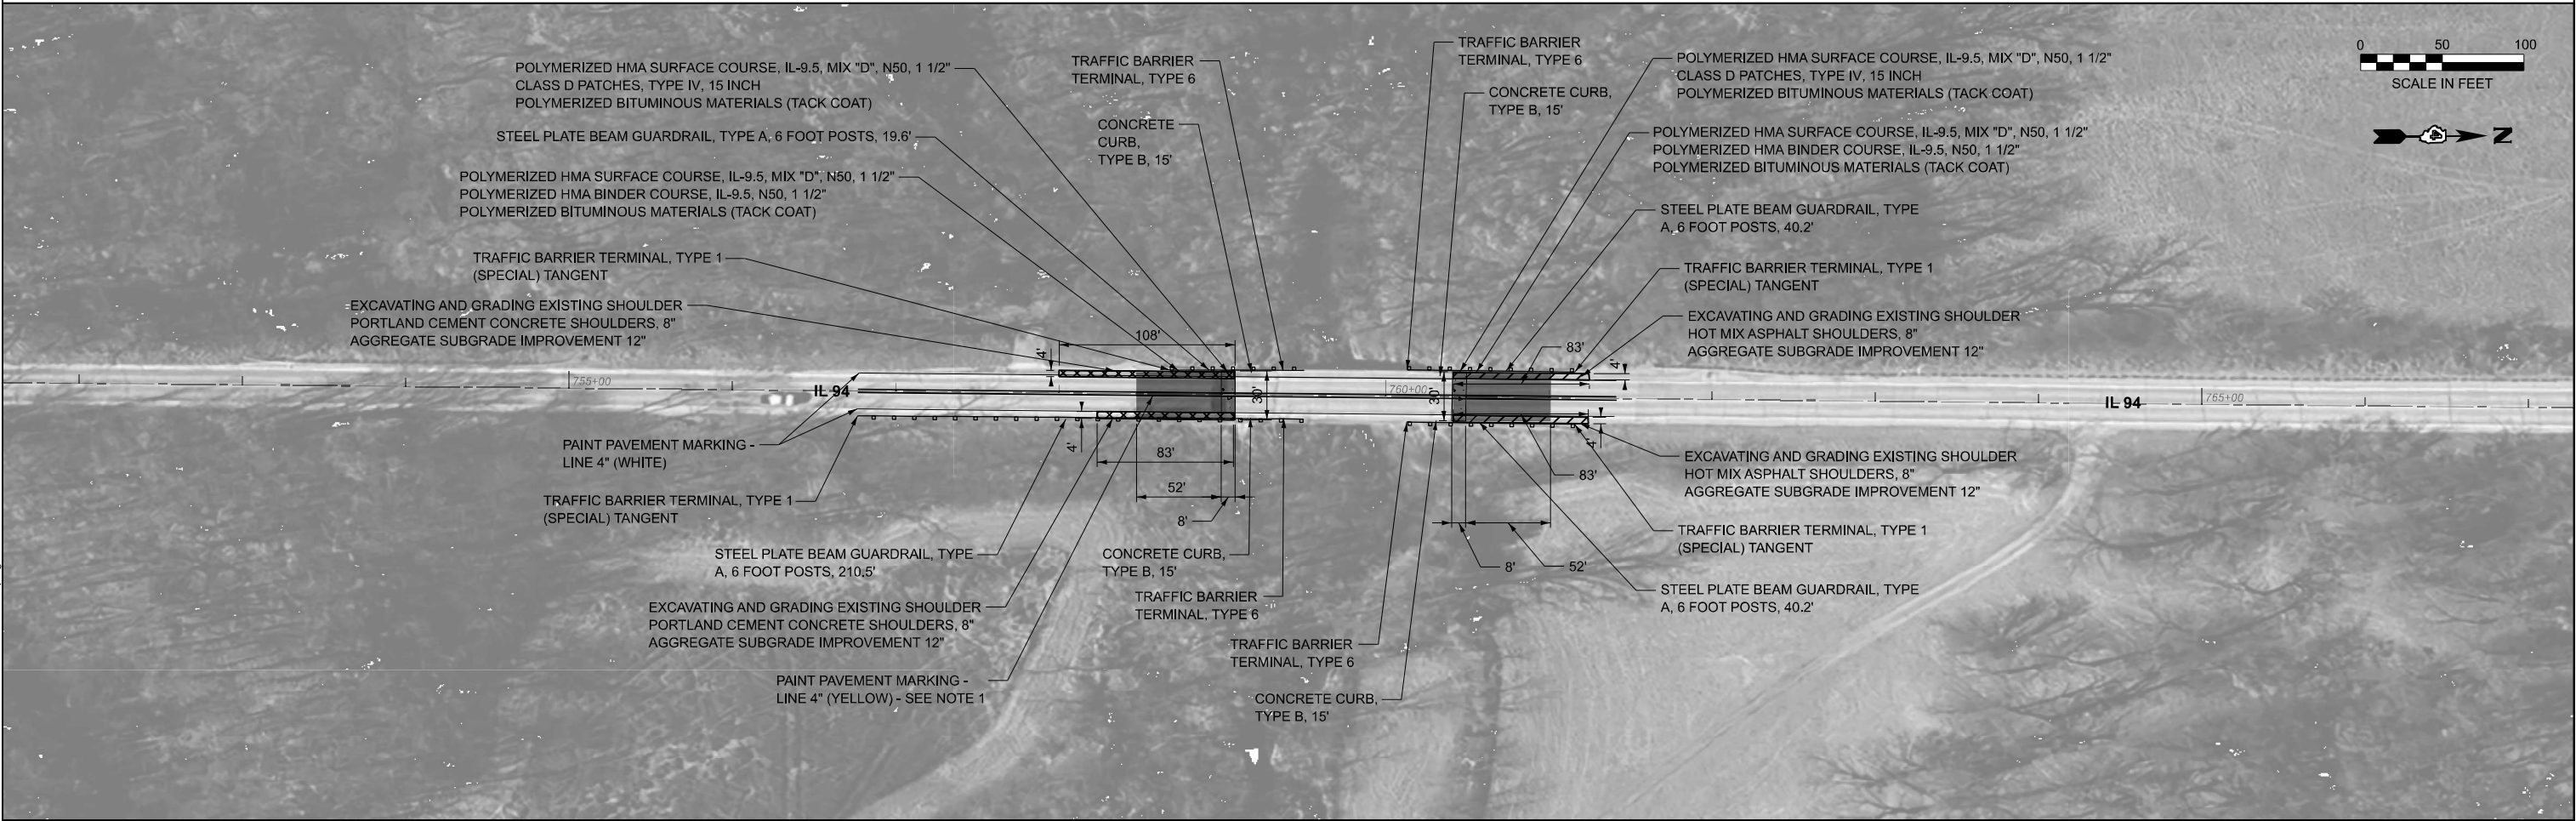 POLYMERIZED HMA SURFACE COURSE, IL-9.5, MIX "D", N50, 1 1/2"
CLASS D PATCHES, TYPE IV, 15 INCH
POLYMERIZED BITUMINOUS MATERIALS (TACK COAT)
STEEL PLATE BEAM GUARDRAIL, TYPE A, 6 FOOT POSTS, 19.6'
POLYMERIZED HMA SURFACE COURSE, IL-9.5, MIX "D", N50, 1 1/2"
POLYMERIZED HMA BINDER COURSE, IL-9.5, N50, 1 1/2"
POLYMERIZED BITUMINOUS MATERIALS (TACK COAT)
TRAFFIC BARRIER TERMINAL, TYPE 1
(SPECIAL) TANGENT
EXCAVATING AND GRADING EXISTING SHOULDER
PORTLAND CEMENT CONCRETE SHOULDERS, 8"
AGGREGATE SUBGRADE IMPROVEMENT 12"
TRAFFIC BARRIER
TERMINAL, TYPE 6
CONCRETE
CURB,
TYPE B, 15'
TRAFFIC BARRIER
TERMINAL, TYPE 6
CONCRETE CURB,
TYPE B, 15'
POLYMERIZED HMA SURFACE COURSE, IL-9.5, MIX "D", N50, 1 1/2"
CLASS D PATCHES, TYPE IV, 15 INCH
POLYMERIZED BITUMINOUS MATERIALS (TACK COAT)
POLYMERIZED HMA SURFACE COURSE, IL-9.5, MIX "D", N50, 1 1/2"
POLYMERIZED HMA BINDER COURSE, IL-9.5, N50, 1 1/2"
POLYMERIZED BITUMINOUS MATERIALS (TACK COAT)
STEEL PLATE BEAM GUARDRAIL, TYPE
A, 6 FOOT POSTS, 40.2'
TRAFFIC BARRIER TERMINAL, TYPE 1
(SPECIAL) TANGENT
EXCAVATING AND GRADING EXISTING SHOULDER
HOT MIX ASPHALT SHOULDERS, 8"
AGGREGATE SUBGRADE IMPROVEMENT 12"
0 50 100
SCALE IN FEET
N
108'
4'
83'
4'
755+00
IL 94
30'
760+00
30'
IL 94
765+00
PAINT PAVEMENT MARKING -
LINE 4" (WHITE)
4'
83'
52'
8'
4'
83'
8'
52'
TRAFFIC BARRIER TERMINAL, TYPE 1
(SPECIAL) TANGENT
STEEL PLATE BEAM GUARDRAIL, TYPE
A, 6 FOOT POSTS, 210.5'
EXCAVATING AND GRADING EXISTING SHOULDER
PORTLAND CEMENT CONCRETE SHOULDERS, 8"
AGGREGATE SUBGRADE IMPROVEMENT 12"
PAINT PAVEMENT MARKING -
LINE 4" (YELLOW) - SEE NOTE 1
CONCRETE CURB,
TYPE B, 15'
TRAFFIC BARRIER
TERMINAL, TYPE 6
TRAFFIC BARRIER
TERMINAL, TYPE 6
CONCRETE CURB,
TYPE B, 15'
EXCAVATING AND GRADING EXISTING SHOULDER
HOT MIX ASPHALT SHOULDERS, 8"
AGGREGATE SUBGRADE IMPROVEMENT 12"
TRAFFIC BARRIER TERMINAL, TYPE 1
(SPECIAL) TANGENT
STEEL PLATE BEAM GUARDRAIL, TYPE
A, 6 FOOT POSTS, 40.2'